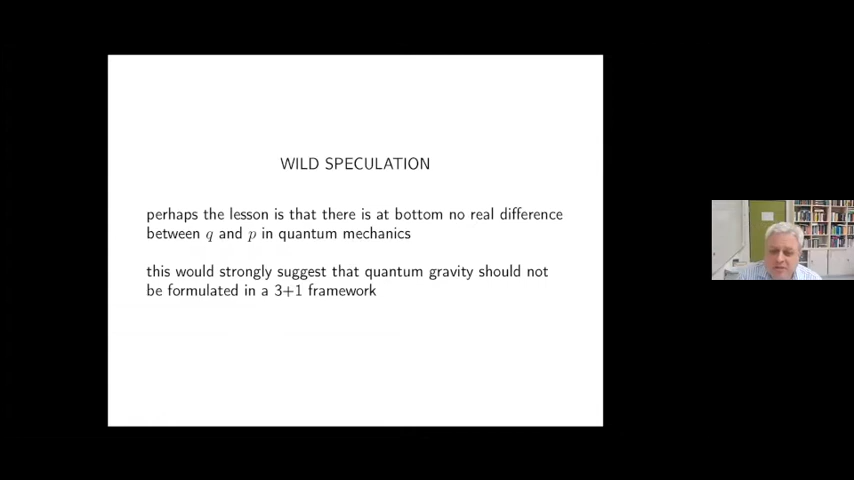 WILD SPECULATION
perhaps the lesson is that there is at bottom no real difference
between q and p in quantum mechanics
this would strongly suggest that quantum gravity should not
be formulated in a 3+1 framework